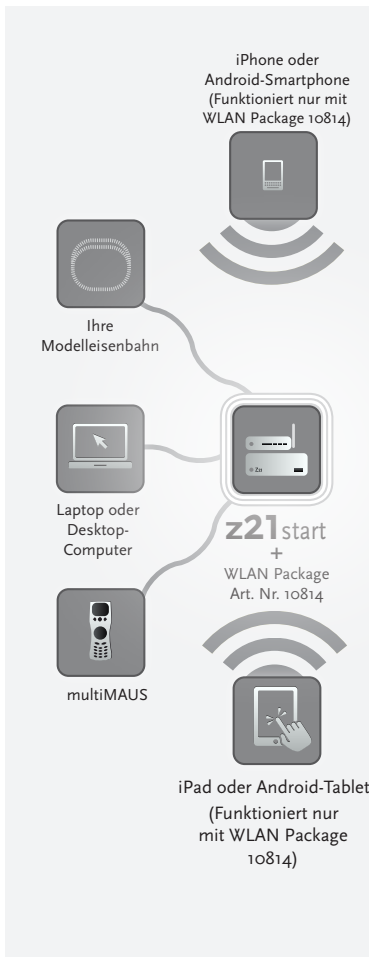 iPhone oder
Android-Smartphone
(Funktioniert nur mit
WLAN Package 10814)
Ihre
Modelleisenbahn
Laptop oder
Desktop-
Computer
z21start
+
WLAN Package
Art. Nr. 10814
multiMAUS
iPad oder Android-Tablet
(Funktioniert nur
mit WLAN Package
10814)